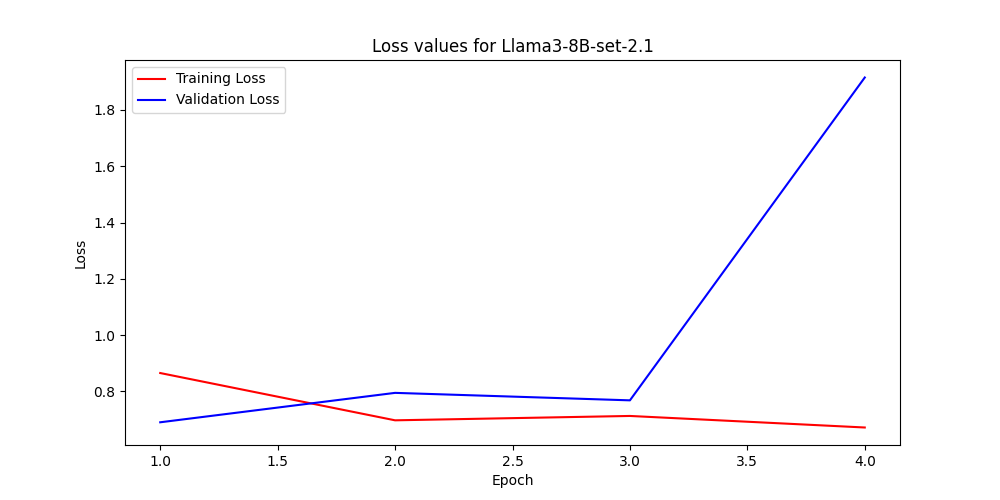 Loss values for Llama3-8B-set-2.1
Training Loss
Validation Loss
1.8
1.6
1.4
1.2
1.0
0.8
Loss
1.0 1.5 2.0 2.5 3.0 3.5 4.0
Epoch